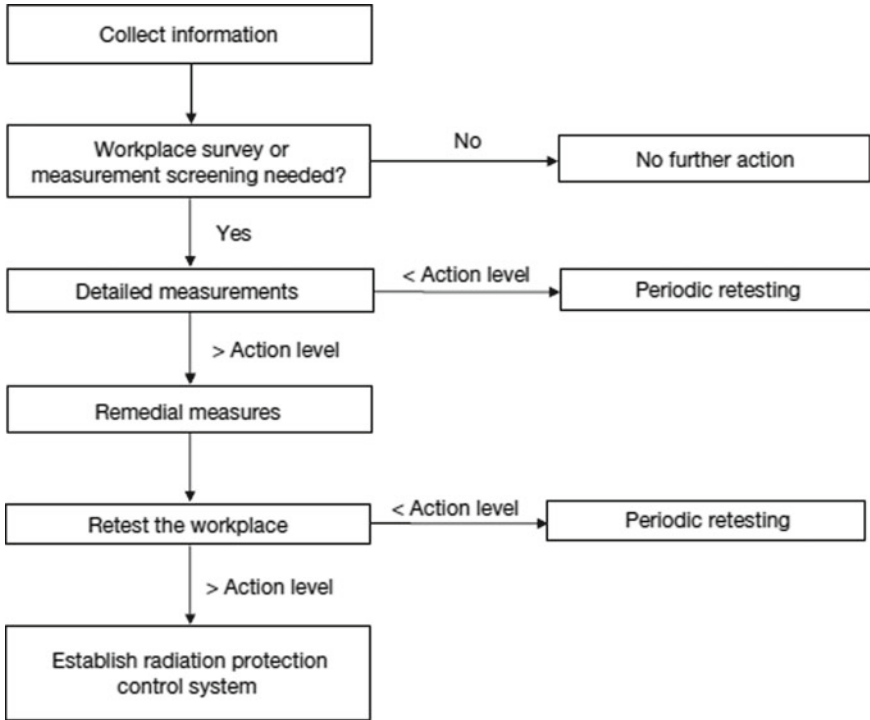 Collect information
Workplace survey or
measurement screening needed?
No
No further action
Yes
Detailed measurements
< Action level
Periodic retesting
> Action level
Remedial measures
Retest the workplace
< Action level
Periodic retesting
> Action level
Establish radiation protection
control system